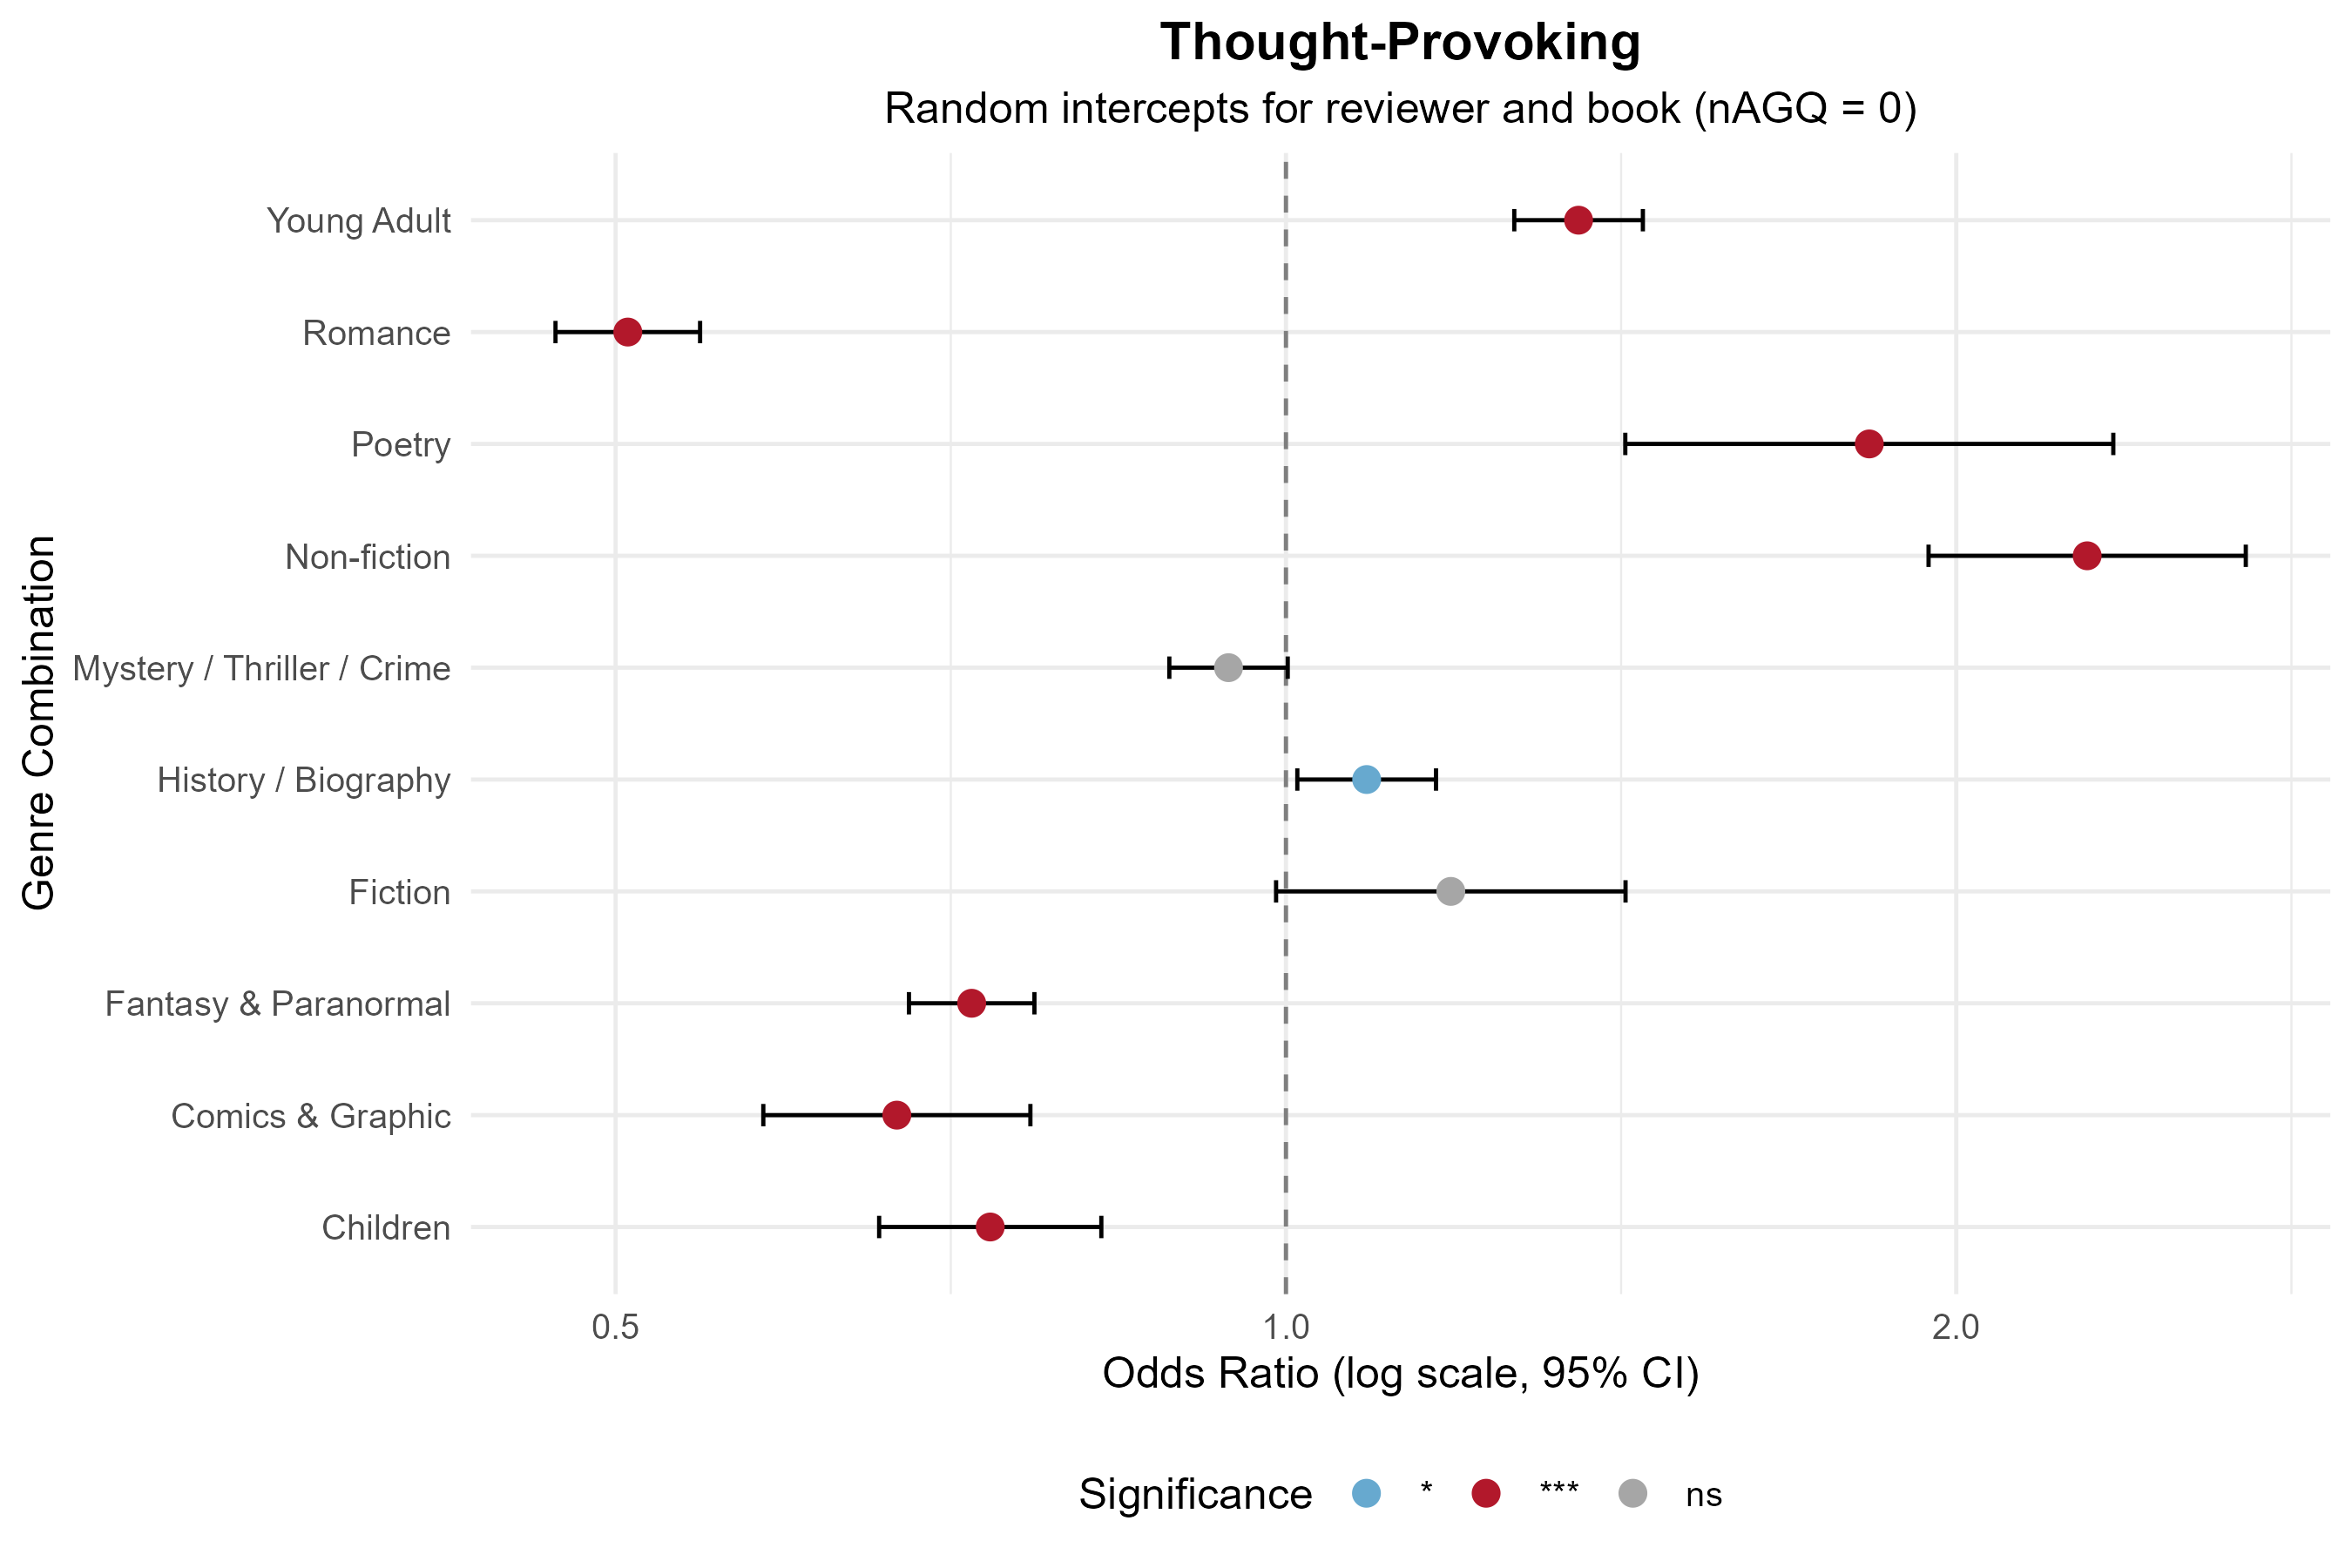 Thought-Provoking
Random intercepts for reviewer and book (nAGQ = 0)
Genre Combination
Young Adult
Romance
Poetry
Non-fiction
Mystery / Thriller / Crime
History / Biography
Fiction
Fantasy & Paranormal
Comics & Graphic
Children
0.5 1.0 2.0
Odds Ratio (log scale, 95% CI)
Significance * *** ns